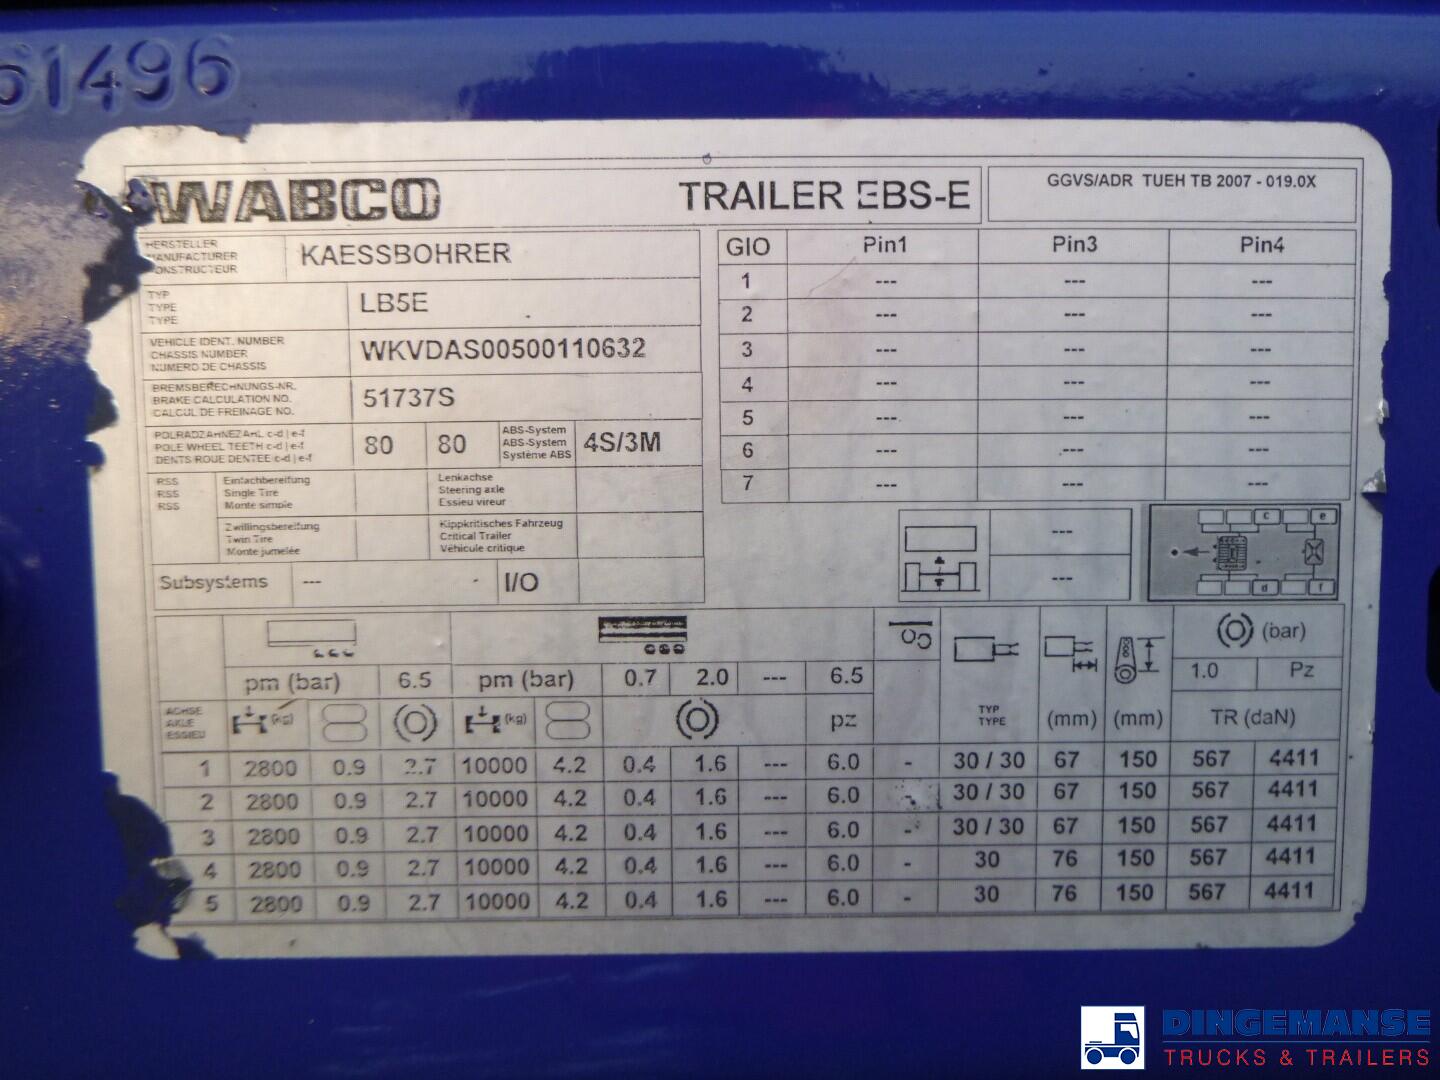 61496
WABCO TRAILER EBS-E GGVS/ADR TUEH TB 2007 - 019.0X
HERSTELLER
MANUFACTURER
CONSTRUCTEUR
KAESSBOHRER
TYP
TYPE
TYPE
LB5E
VEHICLE IDENT. NUMBER
CHASSIS NUMBER
NUMERO DE CHASSIS
WKVDAS00500110632
BREMSBERECHNUNGS-NR.
BRAKE CALCULATION NO.
CALCUL DE FREINAGE NO.
51737S
POLRADZAHNEZAHL c-d | e-f
POLE WHEEL TEETH c-d | e-f
DENTS ROUE DENTEE c-d | e-f
80 80
ABS-System
ABS-System
Système ABS
4S/3M
RSS
RSS
RSS
Einfachbereifung
Single Tire
Monte simple
Lenkachse
Steering axle
Essieu vireur
Zwillingsbereifung
Twin Tire
Monte jumelée
Kippkritisches Fahrzeug
Critical Trailer
Véhicule critique
Subsystems --- I/O
GIO Pin1 Pin3 Pin4
1 --- --- ---
2 --- --- ---
3 --- --- ---
4 --- --- ---
5 --- --- ---
6 --- --- ---
7 --- --- ---
---
---
c e
d f
(bar)
pm (bar) 6.5 pm (bar) 0.7 2.0 --- 6.5 1.0 Pz
ACHSE
AXLE
ESSIEU
(kg) (kg) pz
TYP
TYPE
(mm) (mm) TR (daN)
1 2800 0.9 2.7 10000 4.2 0.4 1.6 --- 6.0 - 30 / 30 67 150 567 4411
2 2800 0.9 2.7 10000 4.2 0.4 1.6 --- 6.0 - 30 / 30 67 150 567 4411
3 2800 0.9 2.7 10000 4.2 0.4 1.6 --- 6.0 - 30 / 30 67 150 567 4411
4 2800 0.9 2.7 10000 4.2 0.4 1.6 --- 6.0 - 30 76 150 567 4411
5 2800 0.9 2.7 10000 4.2 0.4 1.6 --- 6.0 - 30 76 150 567 4411
DINGEMANSE
TRUCKS & TRAILERS